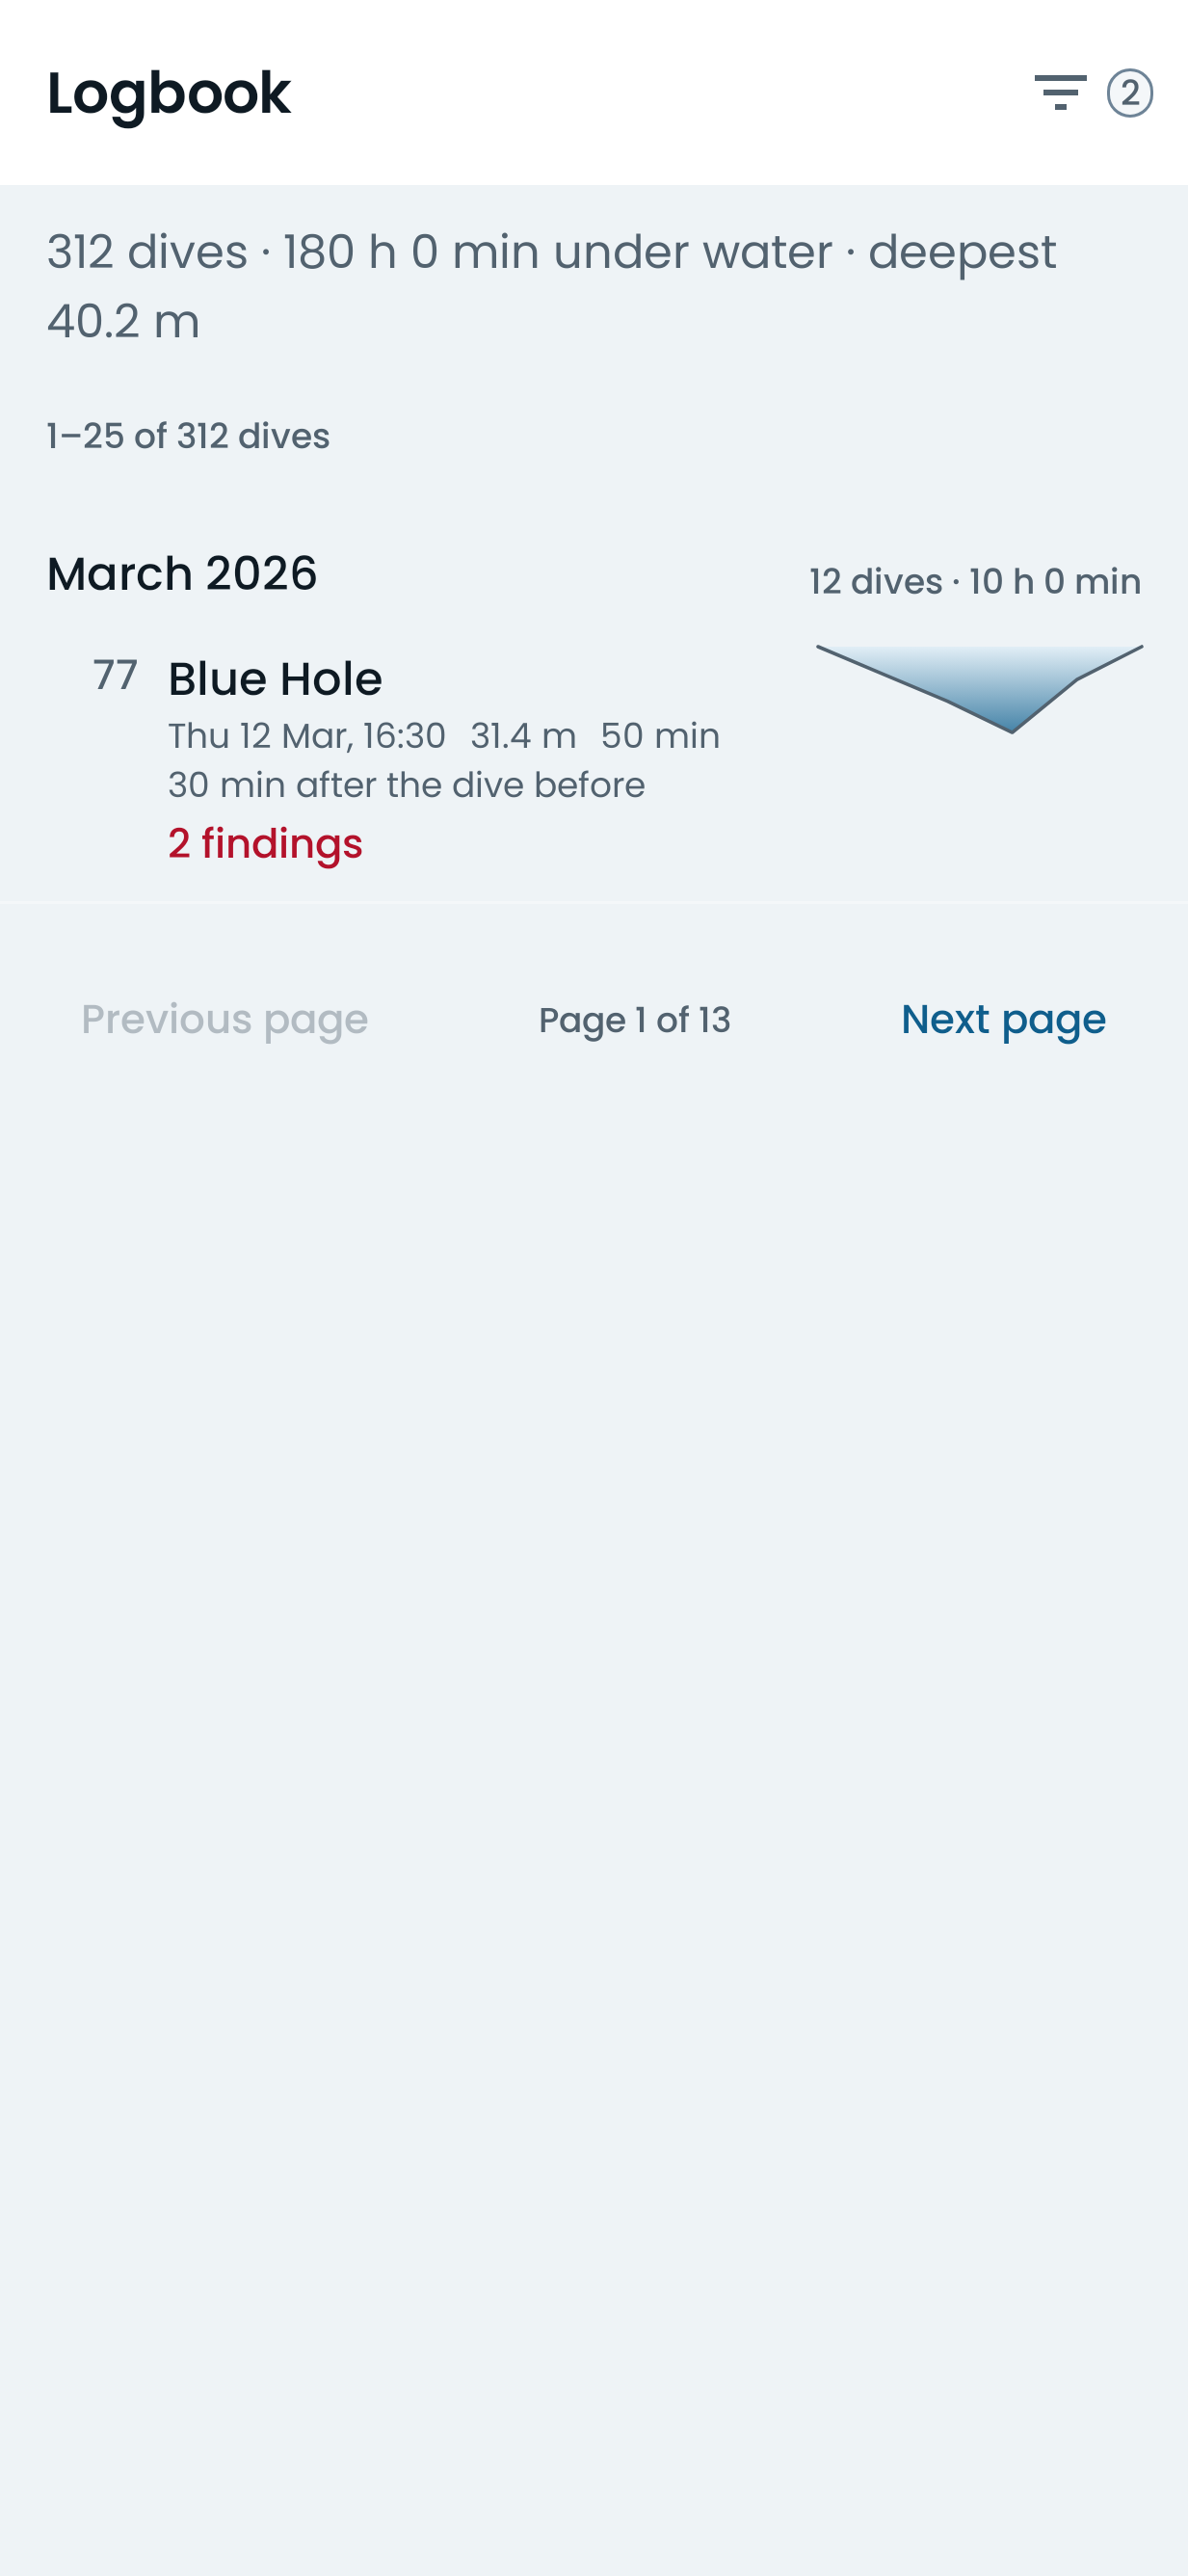 Logbook
2
312 dives · 180 h 0 min under water · deepest
40.2 m
1–25 of 312 dives
March 2026
12 dives · 10 h 0 min
77
Blue Hole
Thu 12 Mar, 16:30 31.4 m 50 min
30 min after the dive before
2 findings
Previous page
Page 1 of 13
Next page